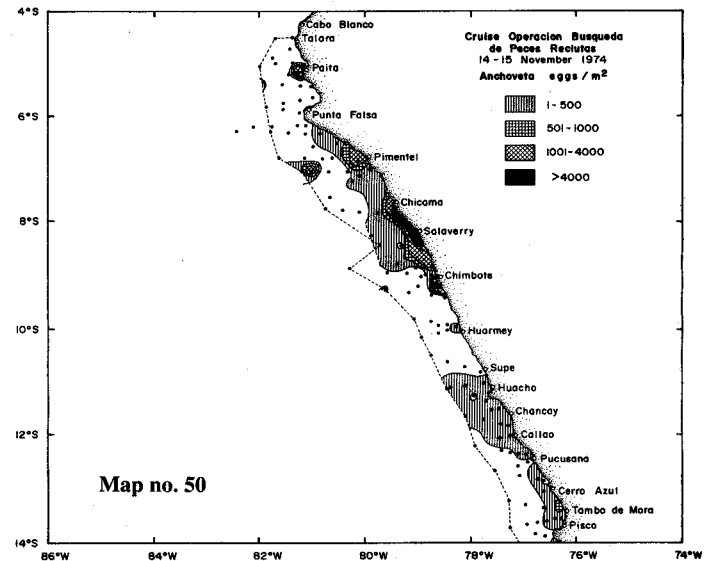 4°S
Cabo Blanco
Talara
Paita
6°S
Punta Falsa
Pimentel
Chicama
8°S
Salaverry
Chimbote
10°S
Huarmey
Supe
Huacho
Chancay
12°S
Callao
Pucusana
Cerro Azul
Tambo de Mora
Pisco
14°S
86°W
84°W
82°W
80°W
78°W
76°W
74°W
Cruise Operacion Busqueda
de Peces Reclutas
14-15 November 1974
Anchoveta eggs/m²
1-500
501-1000
1001-4000
>4000
Map no. 50